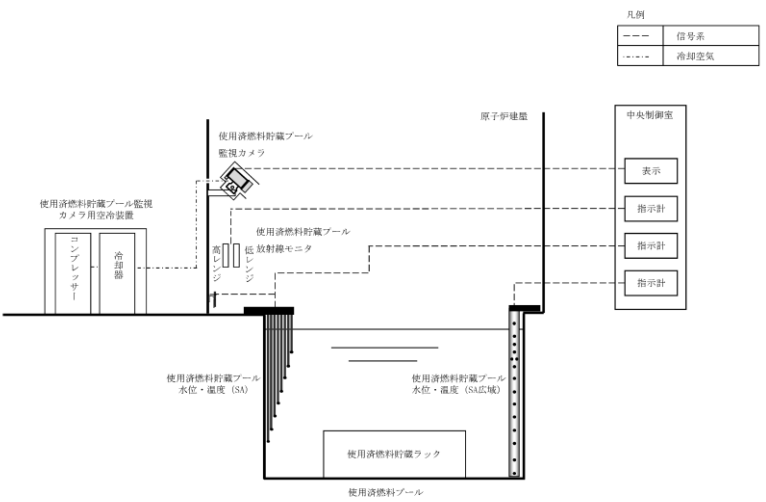 凡例
信号系
冷却空気
原子炉建屋
中央制御室
使用済燃料貯蔵プール
監視カメラ
表示
使用済燃料貯蔵プール監視
カメラ用空冷装置
指示計
コンプレッサー
冷却器
高レンジ
低レンジ
使用済燃料貯蔵プール
放射線モニタ
指示計
指示計
使用済燃料貯蔵プール
水位・温度(SA)
使用済燃料貯蔵プール
水位・温度(SA広域)
使用済燃料貯蔵ラック
使用済燃料プール